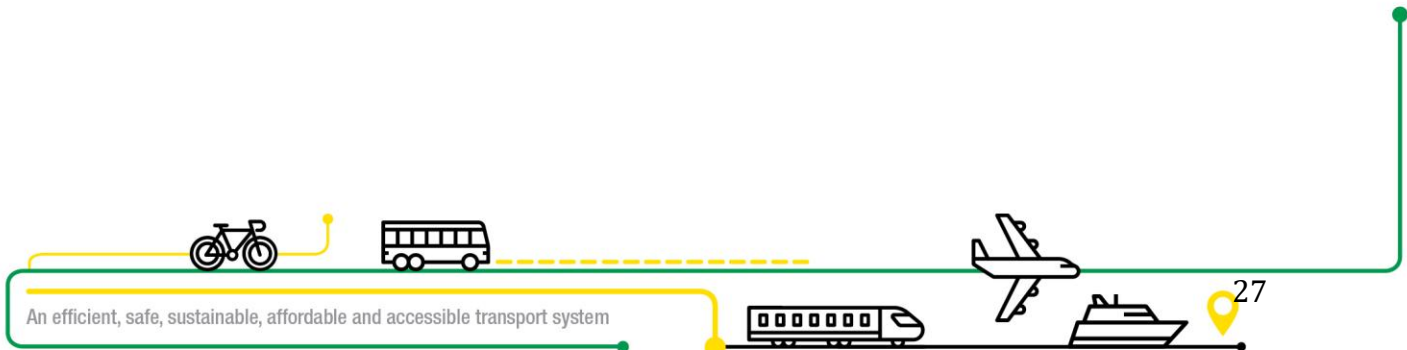 27
An efficient, safe, sustainable, affordable and accessible transport system